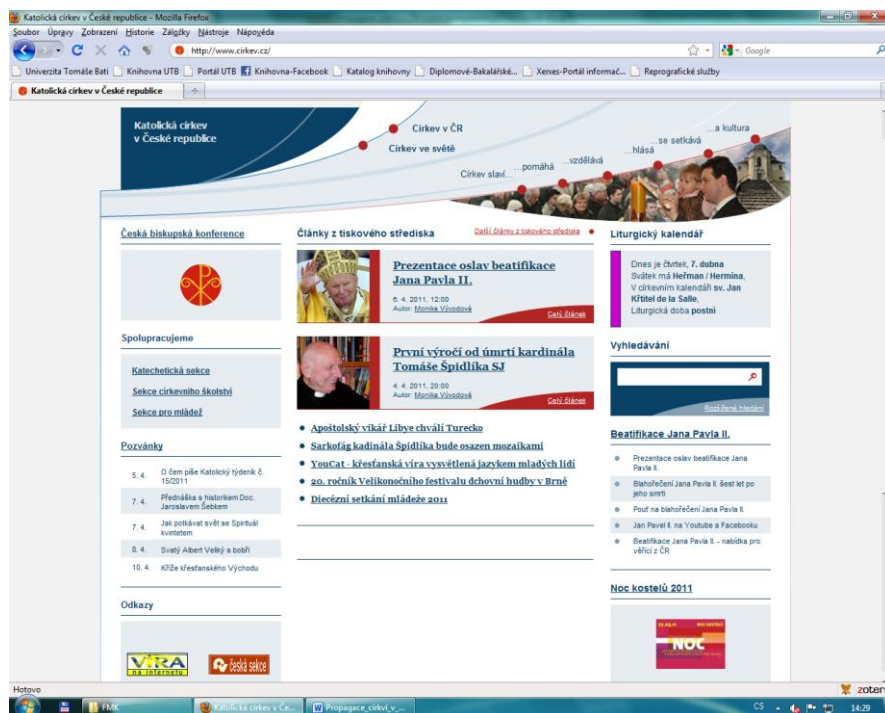 Katolická církev v České republice - Mozilla Firefox
Soubor Úpravy Zobrazení Historie Záložky Nástroje Nápověda
http://www.cirkev.cz/
Google
Univerzita Tomáše Bati Knihovna UTB Portál UTB Knihovna-Facebook Katalog knihovny Diplomové-Bakalářské... Xerxes-Portál informač... Reprografické služby
Katolická církev v České republice
Katolická církev
v České republice
Církev v ČR
Církev ve světě
Církev slaví...
...pomáhá
...vzdělává
...hlásá
...se setkává
...a kultura
Česká biskupská konference
Spolupracujeme
Katechetická sekce
Sekce církevního školství
Sekce pro mládež
Pozvánky
5. 4. O čem píše Katolický týdeník č.
15/2011
7. 4. Přednáška s historikem Doc.
Jaroslavem Šebkem
7. 4. Jak potkávat svět se Spirituál
kvintetem
8. 4. Svatý Albert Veliký a bobři
10. 4. Kříže křesťanského Východu
Odkazy
VÍRA
na internetu
česká sekce
Články z tiskového střediska
Další články z tiskového střediska
Prezentace oslav beatifikace
Jana Pavla II.
6. 4. 2011, 12:00
Autor: Monika Vývodová
Celý článek
První výročí od úmrtí kardinála
Tomáše Špidlíka SJ
4. 4. 2011, 20:00
Autor: Monika Vývodová
Celý článek
Apoštolský vikář Libye chválí Turecko
Sarkofág kadinála Špidlíka bude osazen mozaikami
YouCat - křesťanská víra vysvětlená jazykem mladých lidí
20. ročník Velikonočního festivalu dchovní hudby v Brně
Diecézní setkání mládeže 2011
Liturgický kalendář
Dnes je čtvrtek, 7. dubna
Svátek má Heřman / Hermína,
V církevním kalendáři sv. Jan
Křtitel de la Salle,
Liturgická doba postní
Vyhledávání
Rozšířené hledání
Beatifikace Jana Pavla II.
Prezentace oslav beatifikace Jana
Pavla II.
Blahořečení Jana Pavla II. šest let po
jeho smrti
Pouť na blahořečení Jana Pavla II.
Jan Pavel II. na Youtube a Facebooku
Beatifikace Jana Pavla II. - nabídka pro
věřící z ČR
Noc kostelů 2011
NOC
Hotovo
zoter
FMK
Katolická církev v Če...
Propagace_církví_v_...
CS
14:29